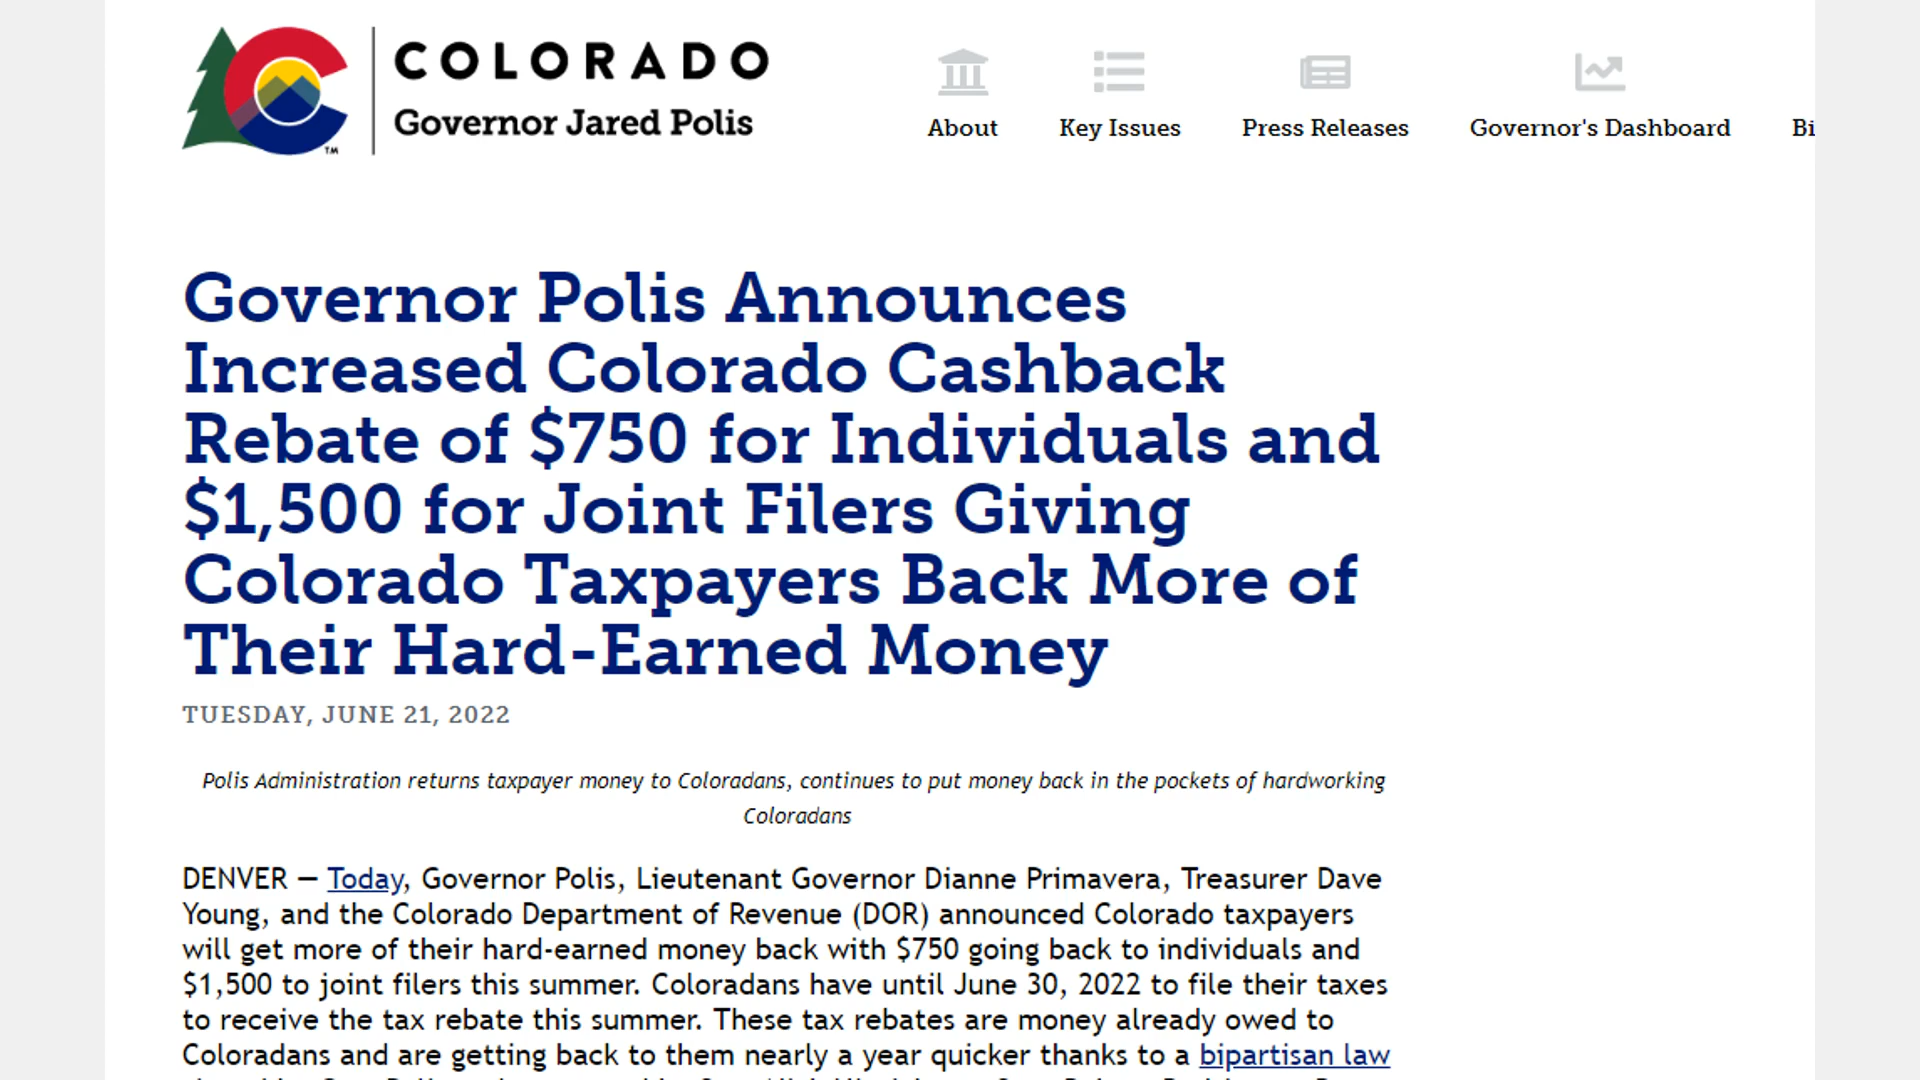 COLORADO
Governor Jared Polis
TM
About
Key Issues
Press Releases
Governor's Dashboard
Bi
Governor Polis Announces
Increased Colorado Cashback
Rebate of $750 for Individuals and
$1,500 for Joint Filers Giving
Colorado Taxpayers Back More of
Their Hard-Earned Money
TUESDAY, JUNE 21, 2022
Polis Administration returns taxpayer money to Coloradans, continues to put money back in the pockets of hardworking
Coloradans
DENVER — Today, Governor Polis, Lieutenant Governor Dianne Primavera, Treasurer Dave
Young, and the Colorado Department of Revenue (DOR) announced Colorado taxpayers
will get more of their hard-earned money back with $750 going back to individuals and
$1,500 to joint filers this summer. Coloradans have until June 30, 2022 to file their taxes
to receive the tax rebate this summer. These tax rebates are money already owed to
Coloradans and are getting back to them nearly a year quicker thanks to a bipartisan law